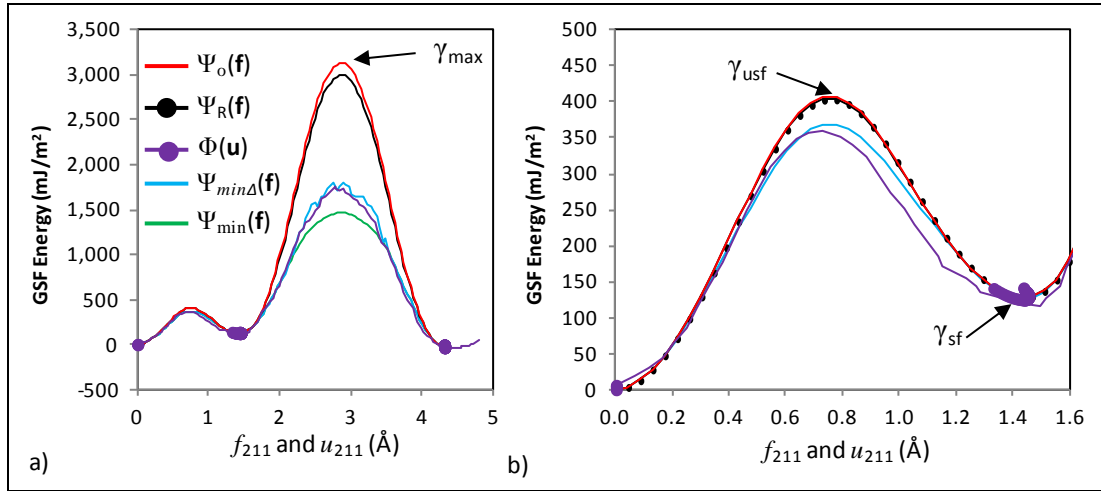 3,500
3,000
2,500
2,000
1,500
1,000
500
0
-500
GSF Energy (mJ/m²)
γmax
Ψo(f)
ΨR(f)
Φ(u)
ΨminΔ(f)
Ψmin(f)
0 1 2 3 4 5
f211 and u211 (Å)
a)
500
450
400
350
300
250
200
150
100
50
0
GSF Energy (mJ/m²)
γusf
γsf
0.0 0.2 0.4 0.6 0.8 1.0 1.2 1.4 1.6
f211 and u211 (Å)
b)